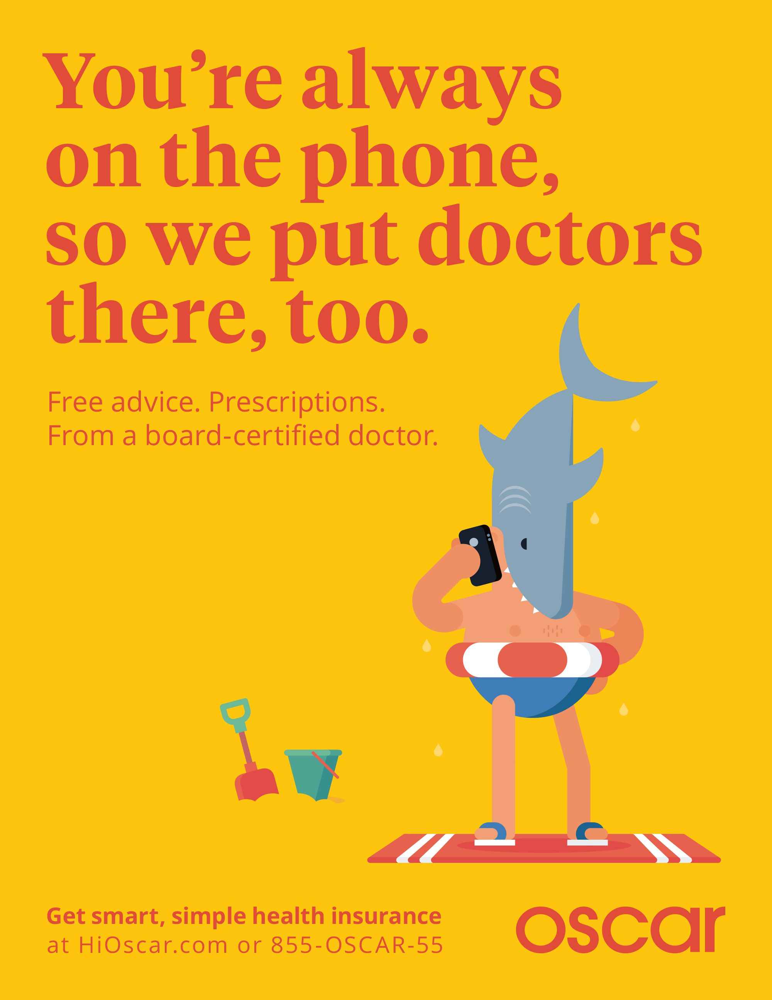 You’re always
on the phone,
so we put doctors
there, too.
Free advice. Prescriptions.
From a board-certified doctor.
Get smart, simple health insurance
at HiOscar.com or 855-OSCAR-55
oscar